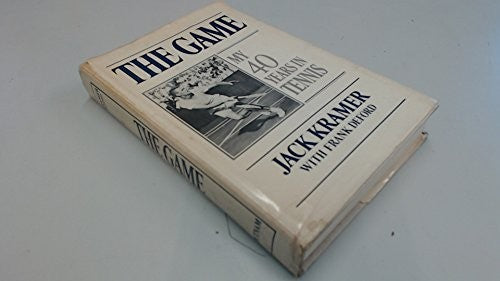 THE GAME
MY
40
YEARS IN
TENNIS
JACK KRAMER
WITH FRANK DEFORD
THE GAME